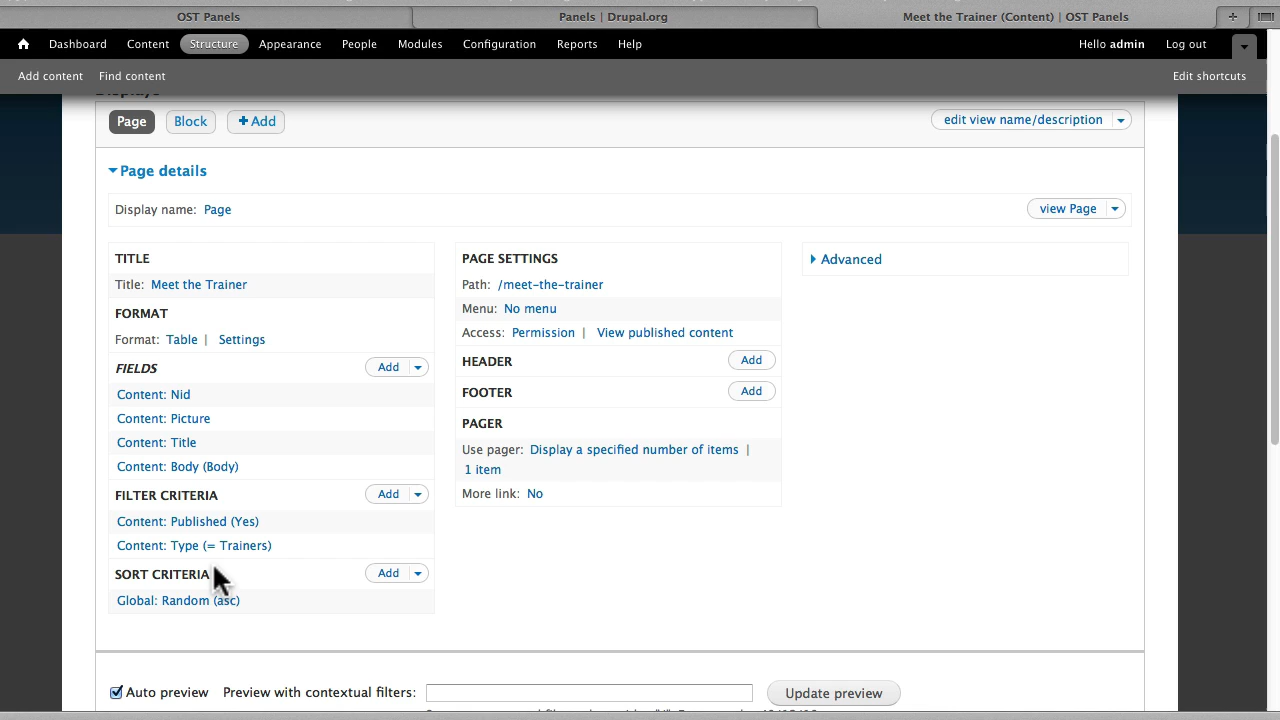 OST Panels
Panels | Drupal.org
Meet the Trainer (Content) | OST Panels
Dashboard Content Structure Appearance People Modules Configuration Reports Help
Hello admin Log out
Add content Find content
Edit shortcuts
Displays
Page Block + Add
edit view name/description
Page details
Display name: Page
view Page
TITLE
Title: Meet the Trainer
FORMAT
Format: Table | Settings
FIELDS
Add
Content: Nid
Content: Picture
Content: Title
Content: Body (Body)
FILTER CRITERIA
Add
Content: Published (Yes)
Content: Type (= Trainers)
SORT CRITERIA
Add
Global: Random (asc)
PAGE SETTINGS
Path: /meet-the-trainer
Menu: No menu
Access: Permission | View published content
HEADER
Add
FOOTER
Add
PAGER
Use pager: Display a specified number of items |
1 item
More link: No
Advanced
Auto preview Preview with contextual filters:
Update preview